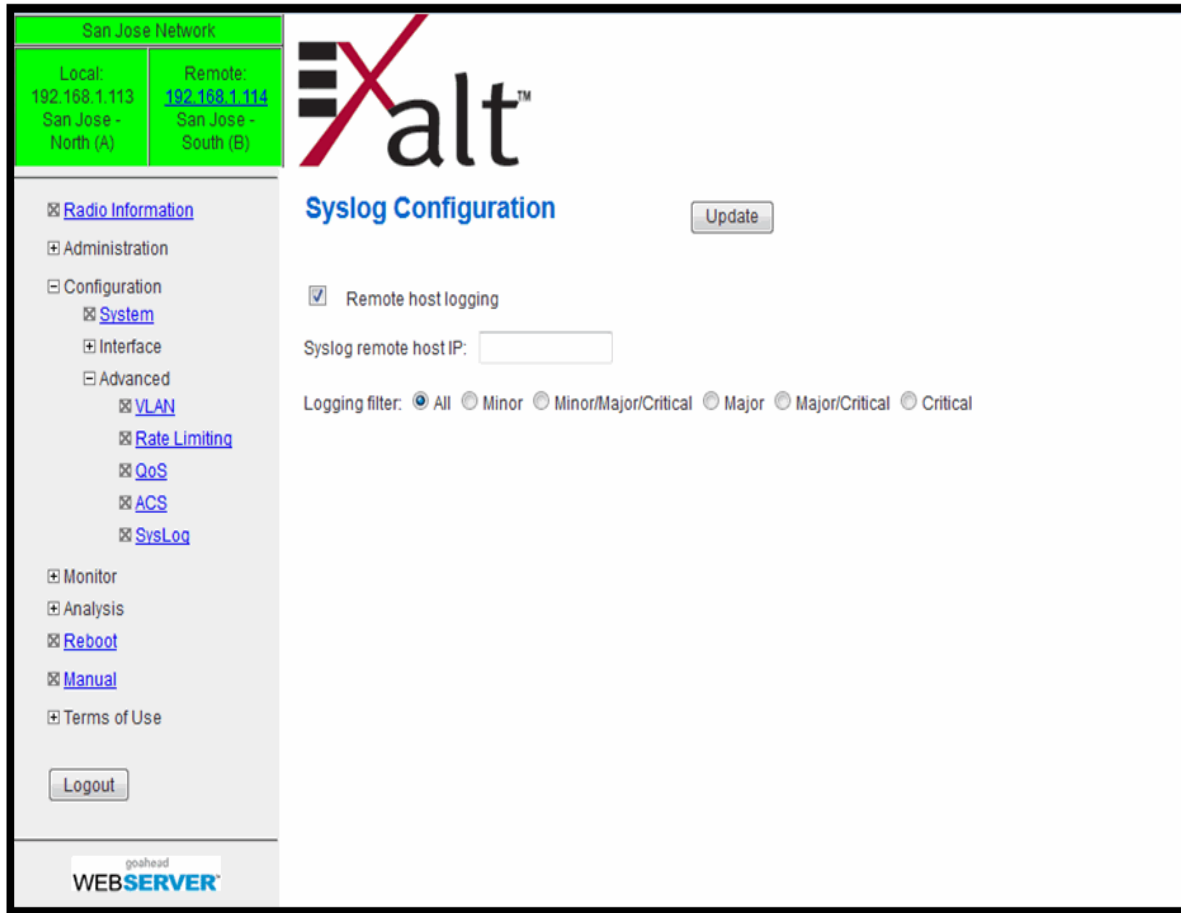 San Jose Network
Local:
192.168.1.113
San Jose -
North (A)
Remote:
192.168.1.114
San Jose -
South (B)
EXalt™
Radio Information
Administration
Configuration
System
Interface
Advanced
VLAN
Rate Limiting
QoS
ACS
SysLog
Monitor
Analysis
Reboot
Manual
Terms of Use
Logout
goahead
WEBSERVER™
Syslog Configuration
Update
Remote host logging
Syslog remote host IP:
Logging filter: All Minor Minor/Major/Critical Major Major/Critical Critical